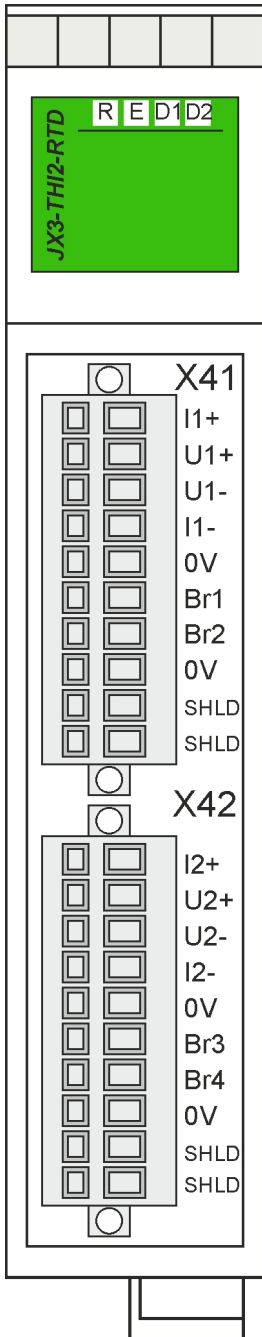 R E D1 D2
JX3-THI2-RTD
X41
I1+
U1+
U1-
I1-
0V
Br1
Br2
0V
SHLD
SHLD
X42
I2+
U2+
U2-
I2-
0V
Br3
Br4
0V
SHLD
SHLD